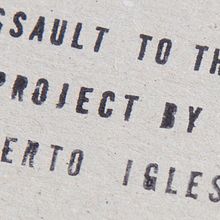 SSAULT TO TH
PROJECT BY
ERTO IGLES